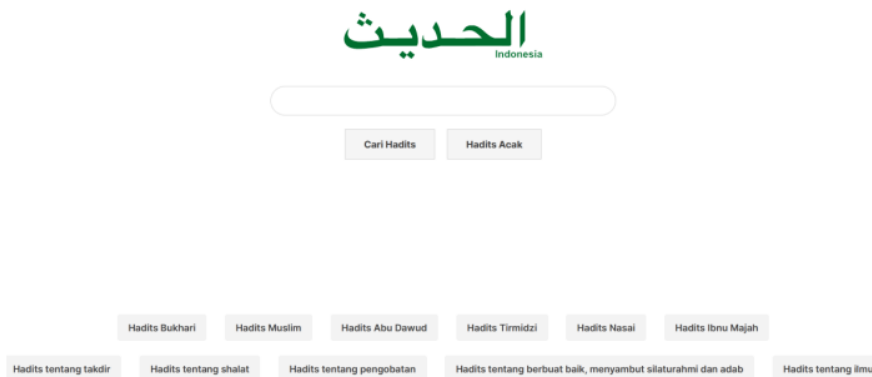 الحديث
Indonesia
Cari Hadits Hadits Acak
Hadits Bukhari Hadits Muslim Hadits Abu Dawud Hadits Tirmidzi Hadits Nasai Hadits Ibnu Majah
Hadits tentang takdir Hadits tentang shalat Hadits tentang pengobatan Hadits tentang berbuat baik, menyambut silaturahmi dan adab Hadits tentang ilmu